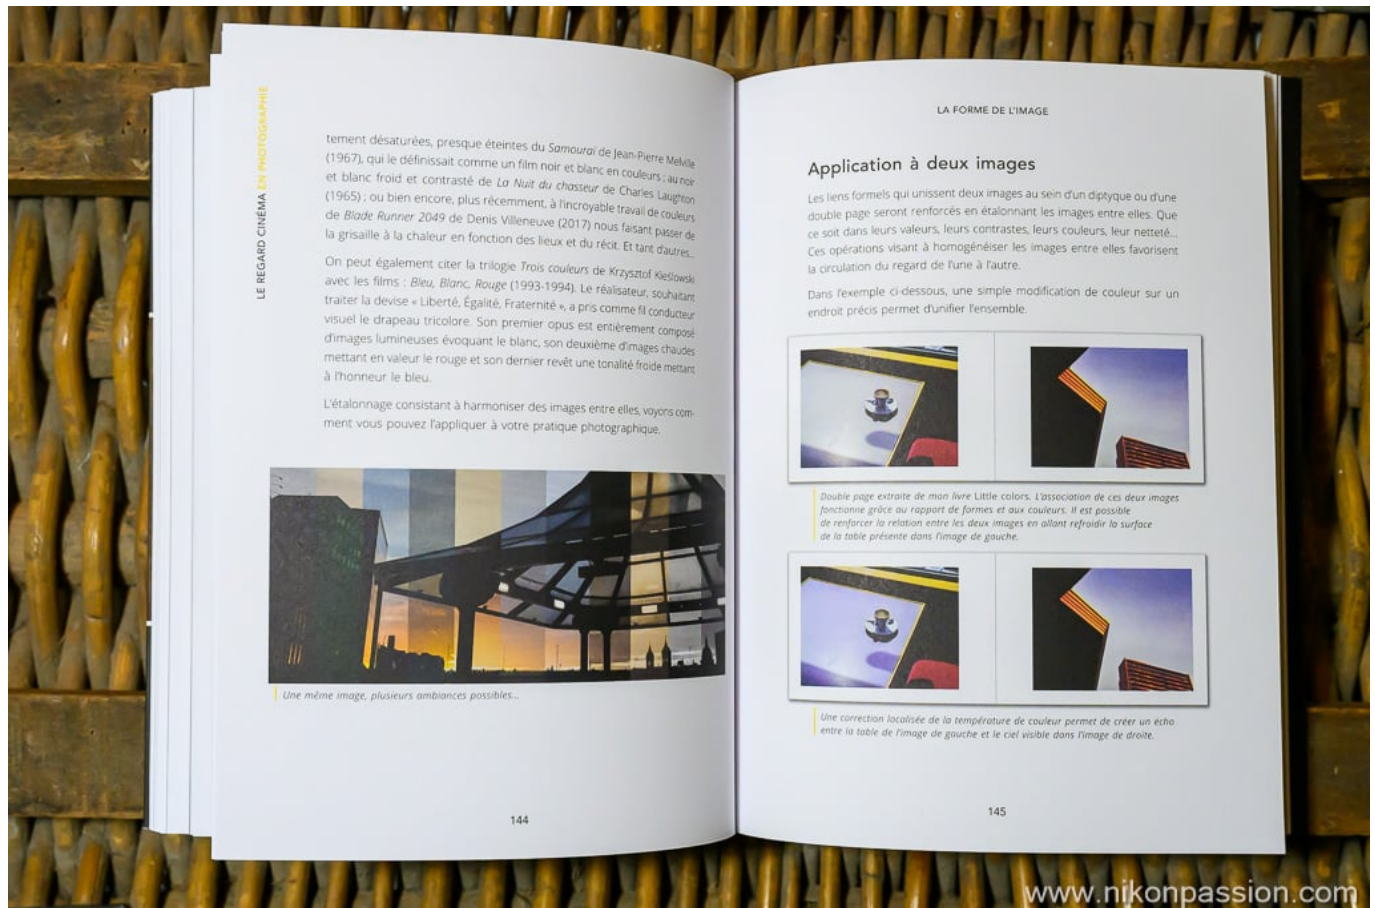 LE REGARD CINÉMA EN PHOTOGRAPHIE
tement désaturées, presque éteintes du Samouraï de Jean-Pierre Melville
(1967), qui le définissait comme un film noir et blanc en couleurs ; au noir
et blanc froid et contrasté de La Nuit du chasseur de Charles Laughton
(1965) ; ou bien encore, plus récemment, à l'incroyable travail de couleurs
de Blade Runner 2049 de Denis Villeneuve (2017) nous faisant passer de
la grisaille à la chaleur en fonction des lieux et du récit. Et tant d'autres...
On peut également citer la trilogie Trois couleurs de Krzysztof Kieślowski
avec les films : Bleu, Blanc, Rouge (1993-1994). Le réalisateur, souhaitant
traiter la devise « Liberté, Égalité, Fraternité », a pris comme fil conducteur
visuel le drapeau tricolore. Son premier opus est entièrement composé
d'images lumineuses évoquant le blanc, son deuxième d'images chaudes
mettant en valeur le rouge et son dernier revêt une tonalité froide mettant
à l'honneur le bleu.
L'étalonnage consistant à harmoniser des images entre elles, voyons com-
ment vous pouvez l'appliquer à votre pratique photographique.
Une même image, plusieurs ambiances possibles...
144
LA FORME DE L'IMAGE
Application à deux images
Les liens formels qui unissent deux images au sein d'un diptyque ou d'une
double page seront renforcés en étalonnant les images entre elles. Que
ce soit dans leurs valeurs, leurs contrastes, leurs couleurs, leur netteté...
Ces opérations visant à homogénéiser les images entre elles favorisent
la circulation du regard de l'une à l'autre.
Dans l'exemple ci-dessous, une simple modification de couleur sur un
endroit précis permet d'unifier l'ensemble.
Double page extraite de mon livre Little colors. L'association de ces deux images
fonctionne grâce au rapport de formes et aux couleurs. Il est possible
de renforcer la relation entre les deux images en allant refroidir la surface
de la table présente dans l'image de gauche.
Une correction localisée de la température de couleur permet de créer un écho
entre la table de l'image de gauche et le ciel visible dans l'image de droite.
145
www.nikonpassion.com